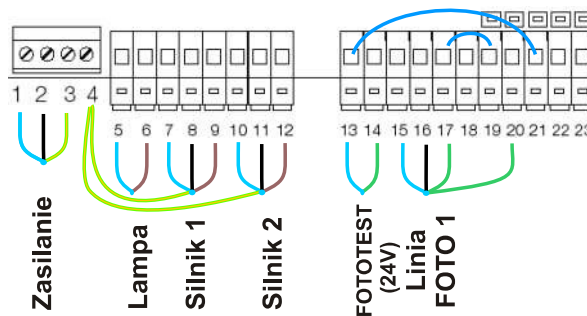 1 2 3 4
5 6 7 8 9 10 11 12
13 14 15 16 17 18 19 20 21 22 23
Zasilanie
Lampa
Silnik 1
Silnik 2
FOTOTEST
(24V)
Linia
FOTO 1